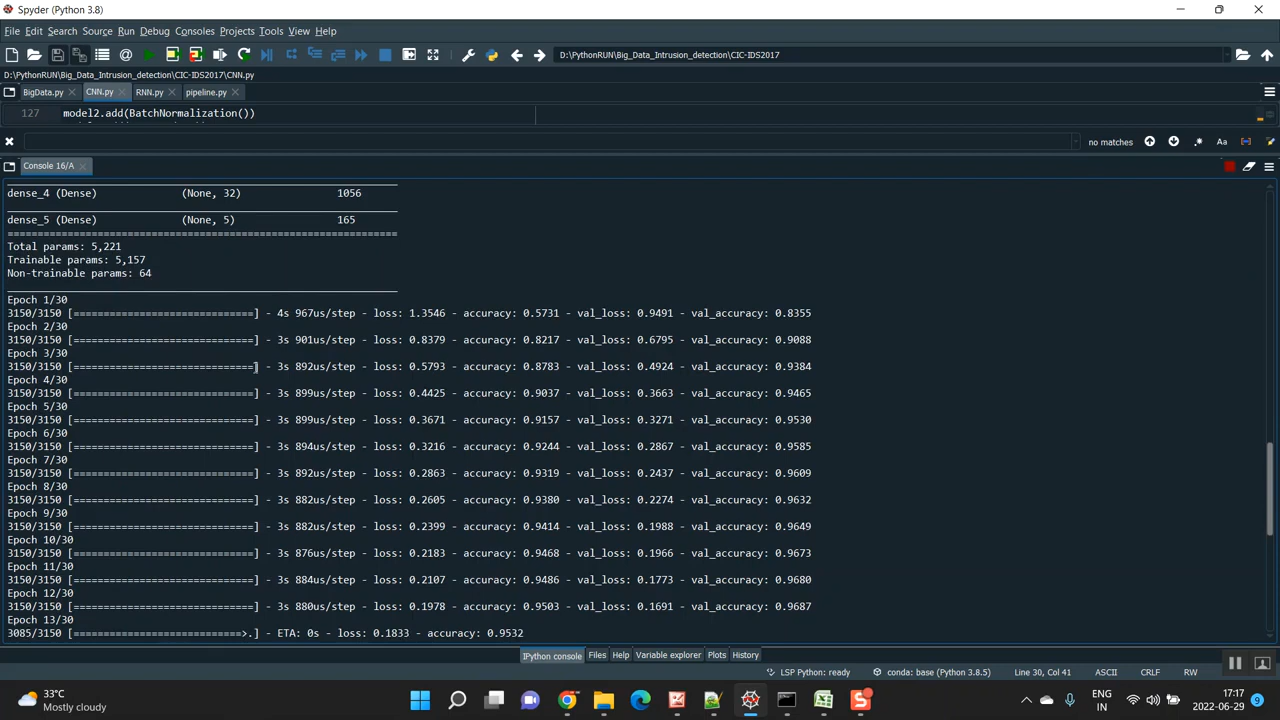 Spyder (Python 3.8)
File Edit Search Source Run Debug Consoles Projects Tools View Help
D:\PythonRUN\Big_Data_Intrusion_detection\CIC-IDS2017
D:\PythonRUN\Big_Data_Intrusion_detection\CIC-IDS2017\CNN.py
BigData.py CNN.py RNN.py pipeline.py
127 model2.add(BatchNormalization())
no matches Aa
Console 16/A
dense_4 (Dense) (None, 32) 1056
dense_5 (Dense) (None, 5) 165
=================================================================
Total params: 5,221
Trainable params: 5,157
Non-trainable params: 64
Epoch 1/30
3150/3150 [==============================] - 4s 967us/step - loss: 1.3546 - accuracy: 0.5731 - val_loss: 0.9491 - val_accuracy: 0.8355
Epoch 2/30
3150/3150 [==============================] - 3s 901us/step - loss: 0.8379 - accuracy: 0.8217 - val_loss: 0.6795 - val_accuracy: 0.9088
Epoch 3/30
3150/3150 [==============================] - 3s 892us/step - loss: 0.5793 - accuracy: 0.8783 - val_loss: 0.4924 - val_accuracy: 0.9384
Epoch 4/30
3150/3150 [==============================] - 3s 899us/step - loss: 0.4425 - accuracy: 0.9037 - val_loss: 0.3663 - val_accuracy: 0.9465
Epoch 5/30
3150/3150 [==============================] - 3s 899us/step - loss: 0.3671 - accuracy: 0.9157 - val_loss: 0.3271 - val_accuracy: 0.9530
Epoch 6/30
3150/3150 [==============================] - 3s 894us/step - loss: 0.3216 - accuracy: 0.9244 - val_loss: 0.2867 - val_accuracy: 0.9585
Epoch 7/30
3150/3150 [==============================] - 3s 892us/step - loss: 0.2863 - accuracy: 0.9319 - val_loss: 0.2437 - val_accuracy: 0.9609
Epoch 8/30
3150/3150 [==============================] - 3s 882us/step - loss: 0.2605 - accuracy: 0.9380 - val_loss: 0.2274 - val_accuracy: 0.9632
Epoch 9/30
3150/3150 [==============================] - 3s 882us/step - loss: 0.2399 - accuracy: 0.9414 - val_loss: 0.1988 - val_accuracy: 0.9649
Epoch 10/30
3150/3150 [==============================] - 3s 876us/step - loss: 0.2183 - accuracy: 0.9468 - val_loss: 0.1966 - val_accuracy: 0.9673
Epoch 11/30
3150/3150 [==============================] - 3s 884us/step - loss: 0.2107 - accuracy: 0.9486 - val_loss: 0.1773 - val_accuracy: 0.9680
Epoch 12/30
3150/3150 [==============================] - 3s 880us/step - loss: 0.1978 - accuracy: 0.9503 - val_loss: 0.1691 - val_accuracy: 0.9687
Epoch 13/30
3085/3150 [============================>.] - ETA: 0s - loss: 0.1833 - accuracy: 0.9532
IPython console Files Help Variable explorer Plots History
LSP Python: ready conda: base (Python 3.8.5) Line 30, Col 41 ASCII CRLF RW
33°C
Mostly cloudy
ENG
IN
17:17
2022-06-29
9